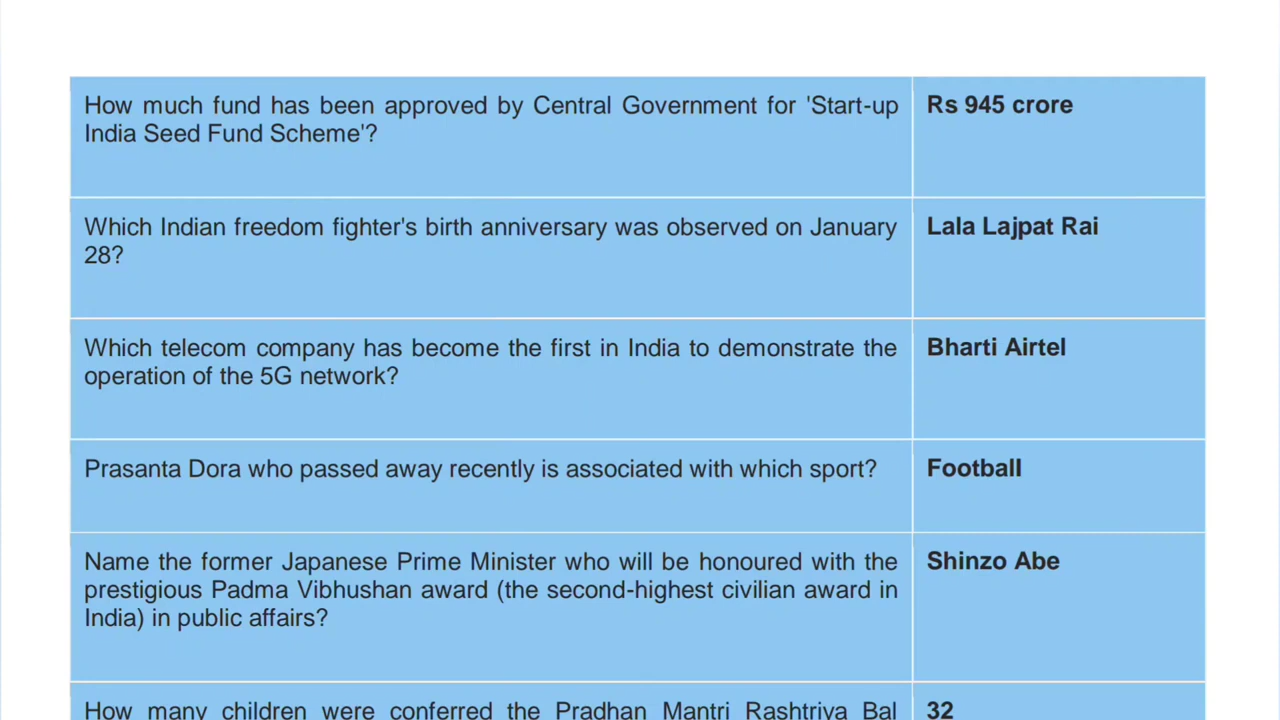 How much fund has been approved by Central Government for 'Start-up
India Seed Fund Scheme'?
Rs 945 crore
Which Indian freedom fighter's birth anniversary was observed on January
28?
Lala Lajpat Rai
Which telecom company has become the first in India to demonstrate the
operation of the 5G network?
Bharti Airtel
Prasanta Dora who passed away recently is associated with which sport?
Football
Name the former Japanese Prime Minister who will be honoured with the
prestigious Padma Vibhushan award (the second-highest civilian award in
India) in public affairs?
Shinzo Abe
How many children were conferred the Pradhan Mantri Rashtriya Bal
32